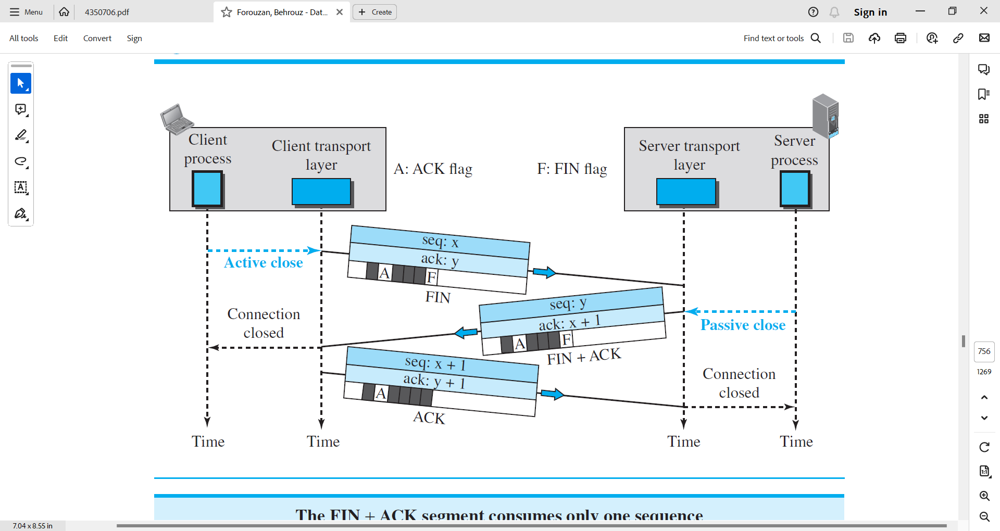 Menu
4350706.pdf
Forouzan, Behrouz - Dat...
Create
Sign in
All tools
Edit
Convert
Sign
Find text or tools
Client
process
Client transport
layer
A: ACK flag
F: FIN flag
Server transport
layer
Server
process
seq: x
ack: y
A
F
FIN
Active close
seq: y
ack: x + 1
A
F
FIN + ACK
Passive close
Connection
closed
seq: x + 1
ack: y + 1
A
ACK
Connection
closed
Time
Time
Time
Time
The FIN + ACK segment consumes only one sequence
756
1269
1:1
7.04 x 8.55 in